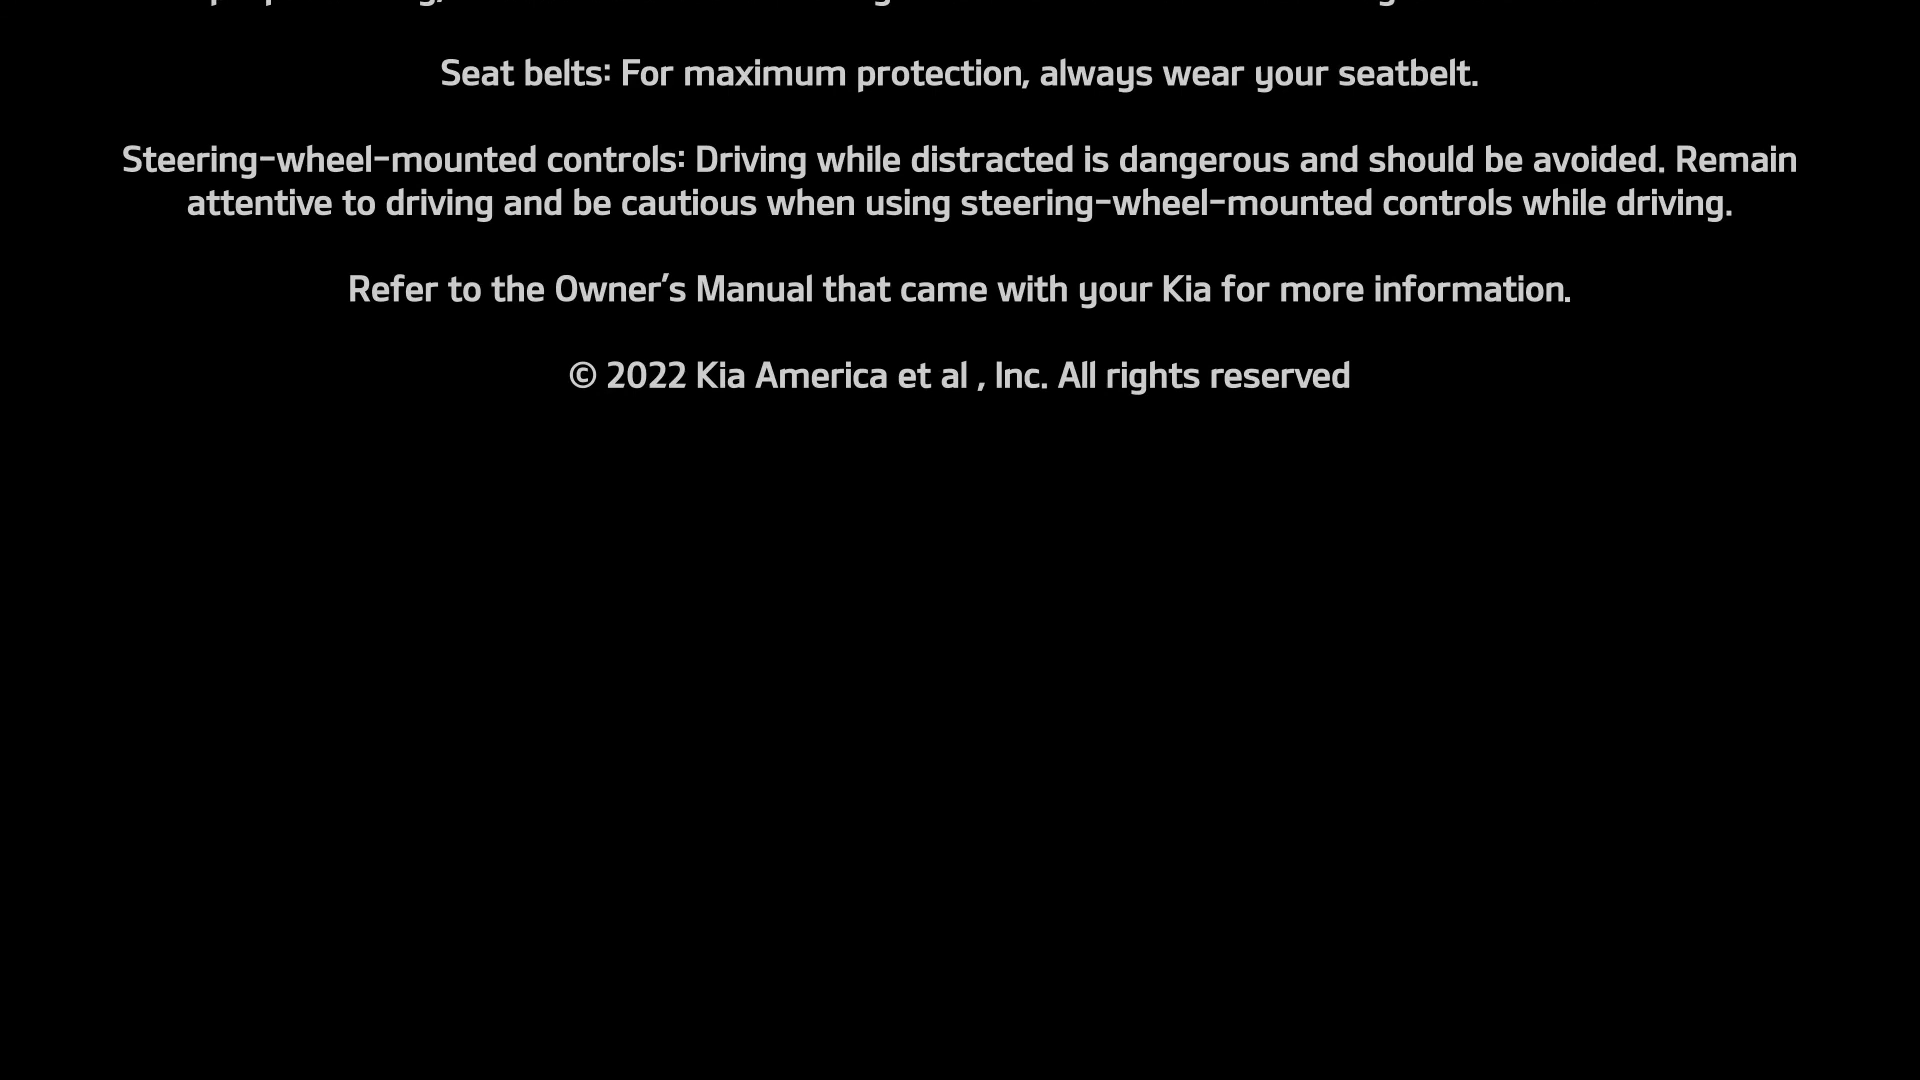 Seat belts: For maximum protection, always wear your seatbelt.
Steering-wheel-mounted controls: Driving while distracted is dangerous and should be avoided. Remain
attentive to driving and be cautious when using steering-wheel-mounted controls while driving.
Refer to the Owner's Manual that came with your Kia for more information.
© 2022 Kia America et al , Inc. All rights reserved